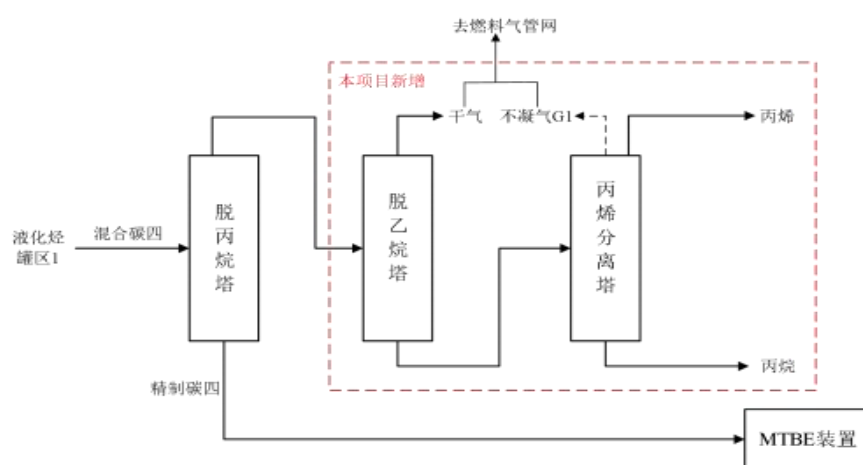 去燃料气管网
本项目新增
干气
不凝气G1
丙烯
脱丙烷塔
脱乙烷塔
丙烯分离塔
液化烃
罐区1
混合碳四
精制碳四
丙烷
MTBE装置